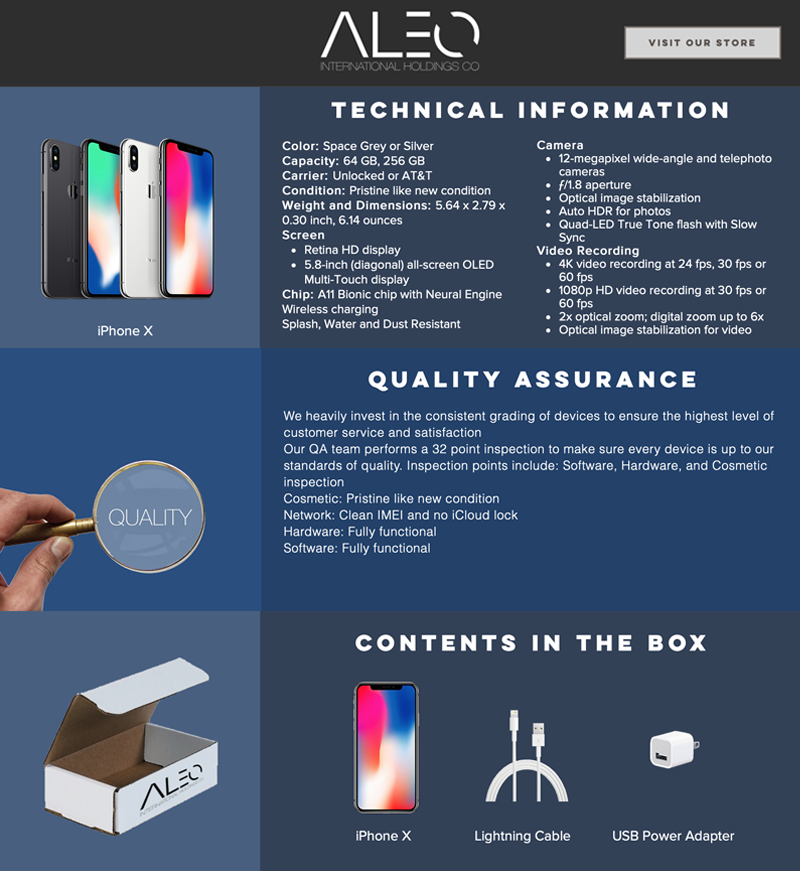 ALEO
INTERNATIONAL HOLDINGS CO
VISIT OUR STORE
TECHNICAL INFORMATION
Color: Space Grey or Silver
Capacity: 64 GB, 256 GB
Carrier: Unlocked or AT&T
Condition: Pristine like new condition
Weight and Dimensions: 5.64 x 2.79 x
0.30 inch, 6.14 ounces
Screen
• Retina HD display
• 5.8-inch (diagonal) all-screen OLED
Multi-Touch display
Chip: A11 Bionic chip with Neural Engine
Wireless charging
Splash, Water and Dust Resistant
Camera
• 12-megapixel wide-angle and telephoto
cameras
• ƒ/1.8 aperture
• Optical image stabilization
• Auto HDR for photos
• Quad-LED True Tone flash with Slow
Sync
Video Recording
• 4K video recording at 24 fps, 30 fps or
60 fps
• 1080p HD video recording at 30 fps or
60 fps
• 2x optical zoom; digital zoom up to 6x
• Optical image stabilization for video
iPhone X
QUALITY ASSURANCE
We heavily invest in the consistent grading of devices to ensure the highest level of
customer service and satisfaction
Our QA team performs a 32 point inspection to make sure every device is up to our
standards of quality. Inspection points include: Software, Hardware, and Cosmetic
inspection
Cosmetic: Pristine like new condition
Network: Clean IMEI and no iCloud lock
Hardware: Fully functional
Software: Fully functional
QUALITY
CONTENTS IN THE BOX
ALEO
INTERNATIONAL HOLDINGS CO
iPhone X
Lightning Cable
USB Power Adapter